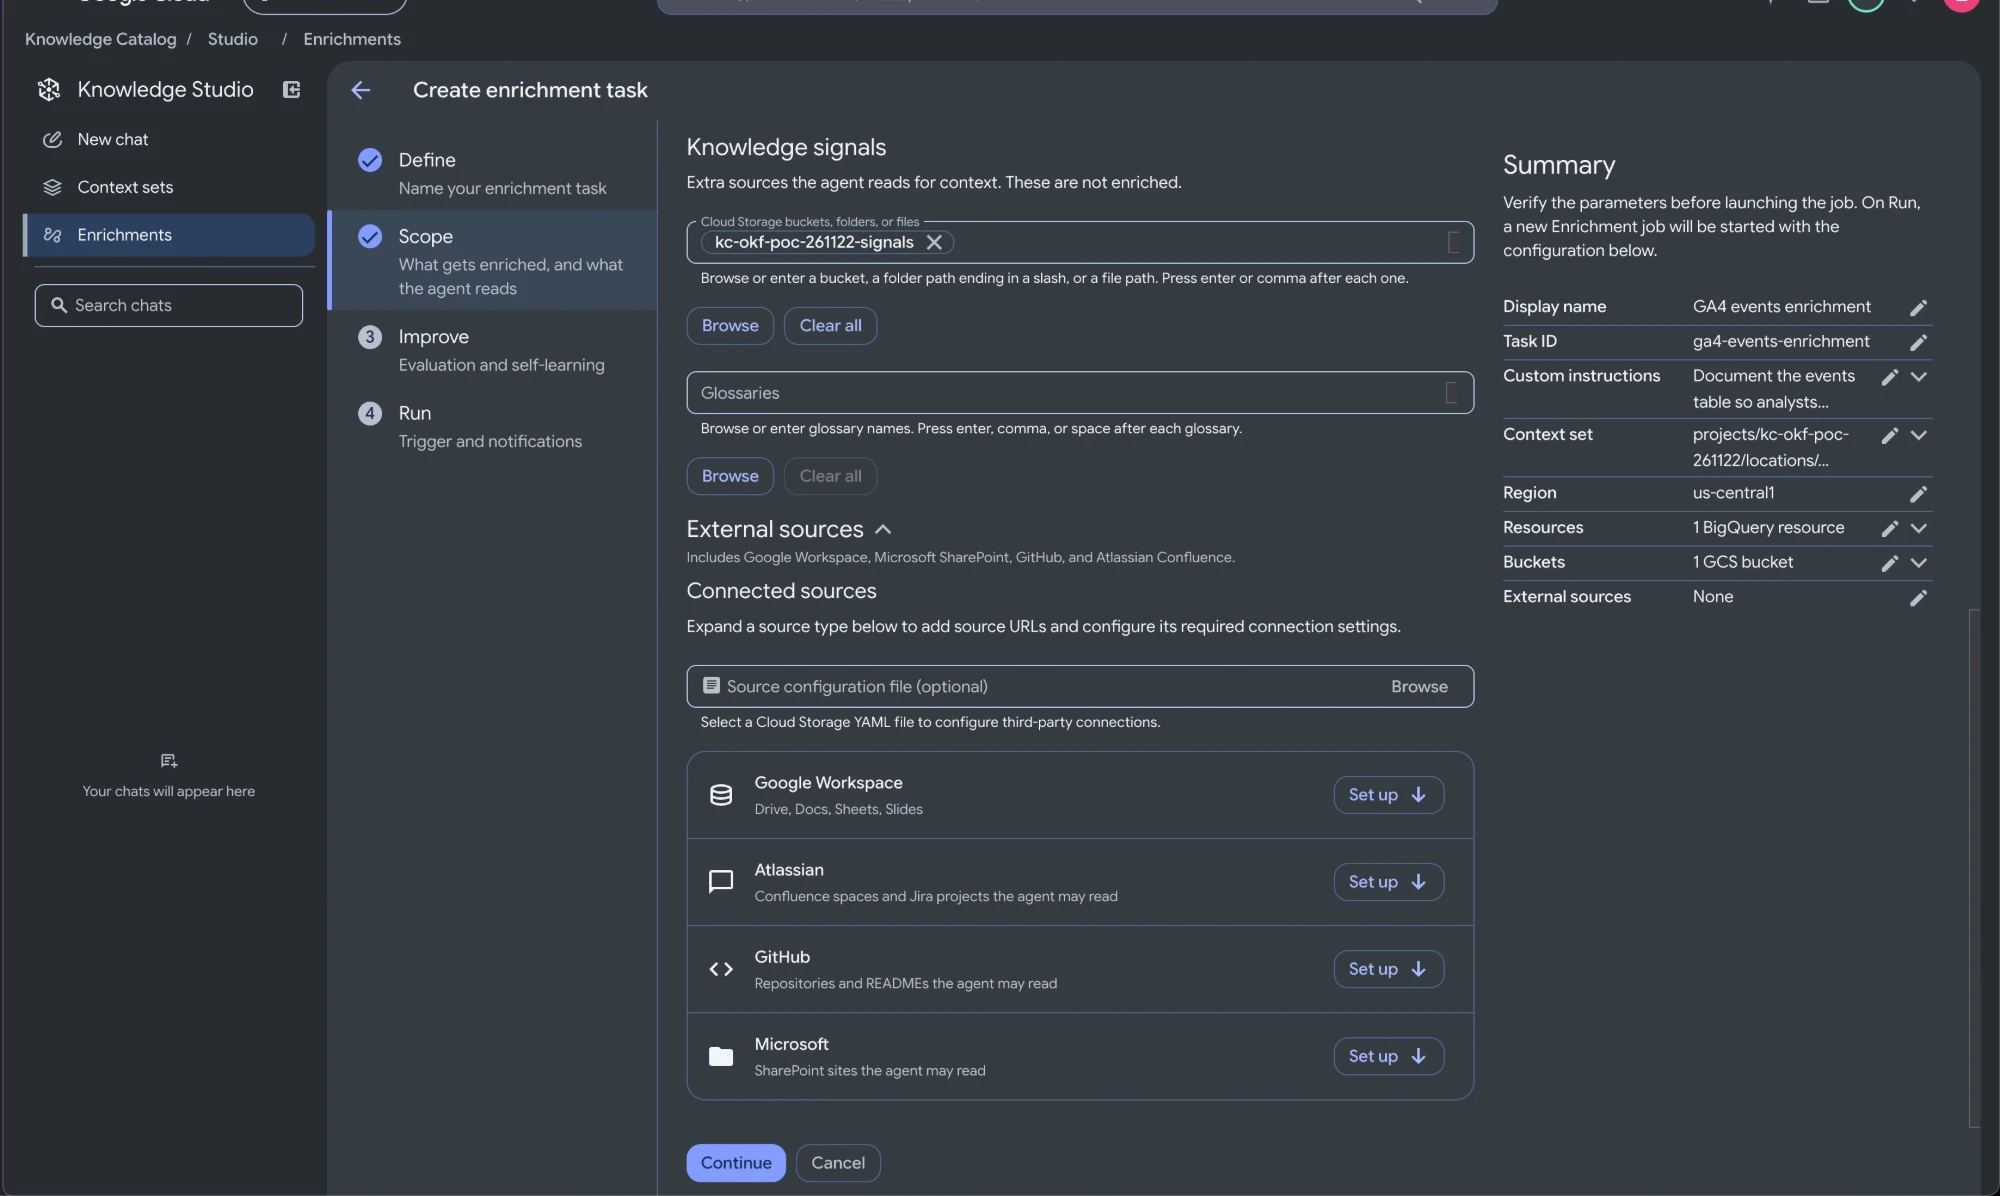 Knowledge Catalog / Studio / Enrichments
Knowledge Studio
New chat
Context sets
Enrichments
Search chats
Your chats will appear here
Create enrichment task
Define
Name your enrichment task
Scope
What gets enriched, and what
the agent reads
3
Improve
Evaluation and self-learning
4
Run
Trigger and notifications
Knowledge signals
Extra sources the agent reads for context. These are not enriched.
Cloud Storage buckets, folders, or files
kc-okf-poc-261122-signals
Browse or enter a bucket, a folder path ending in a slash, or a file path. Press enter or comma after each one.
Browse
Clear all
Glossaries
Browse or enter glossary names. Press enter, comma, or space after each glossary.
Browse
Clear all
External sources
Includes Google Workspace, Microsoft SharePoint, GitHub, and Atlassian Confluence.
Connected sources
Expand a source type below to add source URLs and configure its required connection settings.
Source configuration file (optional)
Browse
Select a Cloud Storage YAML file to configure third-party connections.
Google Workspace
Drive, Docs, Sheets, Slides
Set up
Atlassian
Confluence spaces and Jira projects the agent may read
Set up
GitHub
Repositories and READMEs the agent may read
Set up
Microsoft
SharePoint sites the agent may read
Set up
Continue
Cancel
Summary
Verify the parameters before launching the job. On Run,
a new Enrichment job will be started with the
configuration below.
Display name GA4 events enrichment
Task ID ga4-events-enrichment
Custom instructions Document the events
table so analysts...
Context set projects/kc-okf-poc-
261122/locations/...
Region us-central1
Resources 1 BigQuery resource
Buckets 1 GCS bucket
External sources None